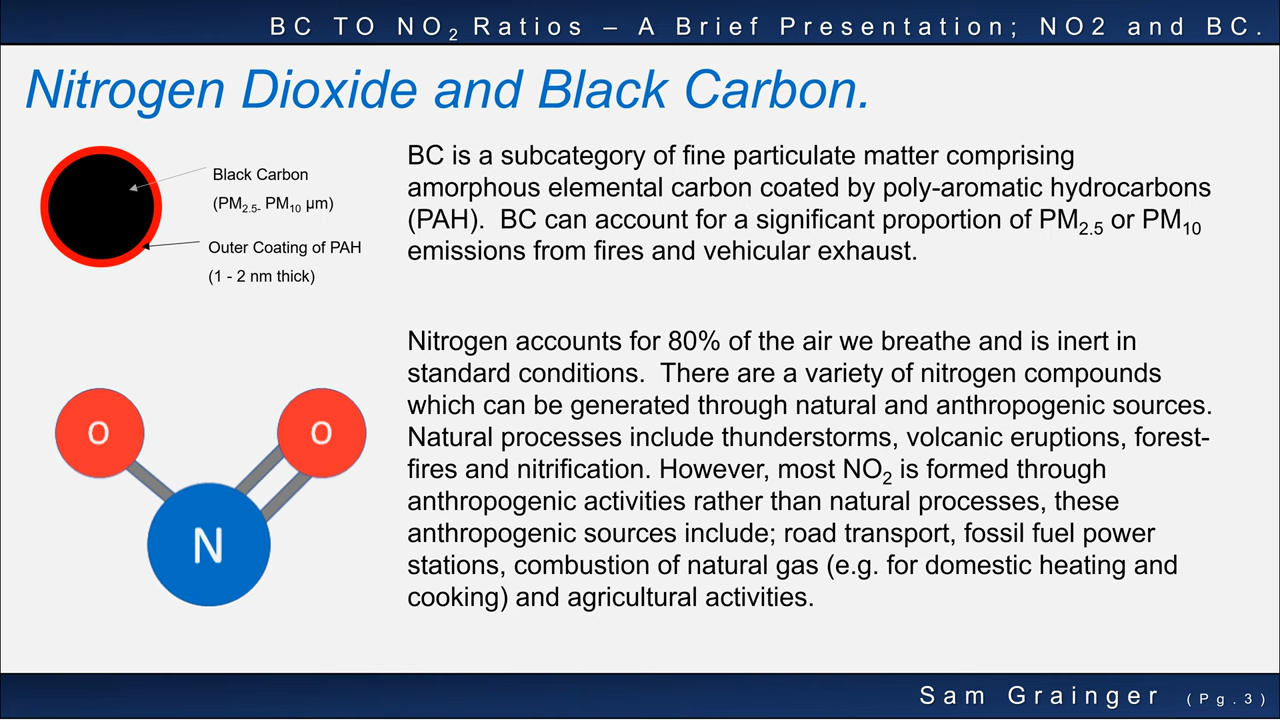 BC TO NO₂ Ratios – A Brief Presentation; NO2 and BC.
Nitrogen Dioxide and Black Carbon.
Black Carbon
(PM₂.₅₋ PM₁₀ µm)
Outer Coating of PAH
(1 - 2 nm thick)
BC is a subcategory of fine particulate matter comprising
amorphous elemental carbon coated by poly-aromatic hydrocarbons
(PAH).  BC can account for a significant proportion of PM₂.₅ or PM₁₀
emissions from fires and vehicular exhaust.
O
O
N
Nitrogen accounts for 80% of the air we breathe and is inert in
standard conditions.  There are a variety of nitrogen compounds
which can be generated through natural and anthropogenic sources.
Natural processes include thunderstorms, volcanic eruptions, forest-
fires and nitrification. However, most NO₂ is formed through
anthropogenic activities rather than natural processes, these
anthropogenic sources include; road transport, fossil fuel power
stations, combustion of natural gas (e.g. for domestic heating and
cooking) and agricultural activities.
Sam Grainger (Pg.3)